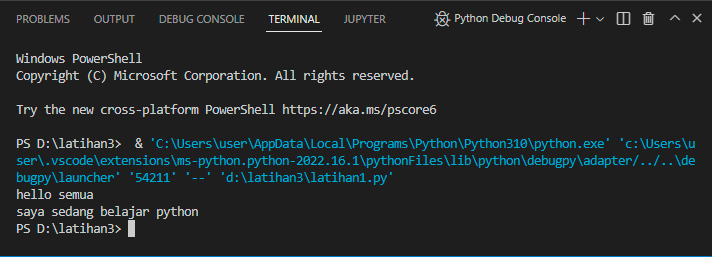 PROBLEMS OUTPUT DEBUG CONSOLE TERMINAL JUPYTER Python Debug Console
Windows PowerShell
Copyright (C) Microsoft Corporation. All rights reserved.
Try the new cross-platform PowerShell https://aka.ms/pscore6
PS D:\latihan3>  & 'C:\Users\user\AppData\Local\Programs\Python\Python310\python.exe' 'c:\Users\u
ser\.vscode\extensions\ms-python.python-2022.16.1\pythonFiles\lib\python\debugpy\adapter/../..\de
bugpy\launcher' '54211' '--' 'd:\latihan3\latihan1.py'
hello semua
saya sedang belajar python
PS D:\latihan3>